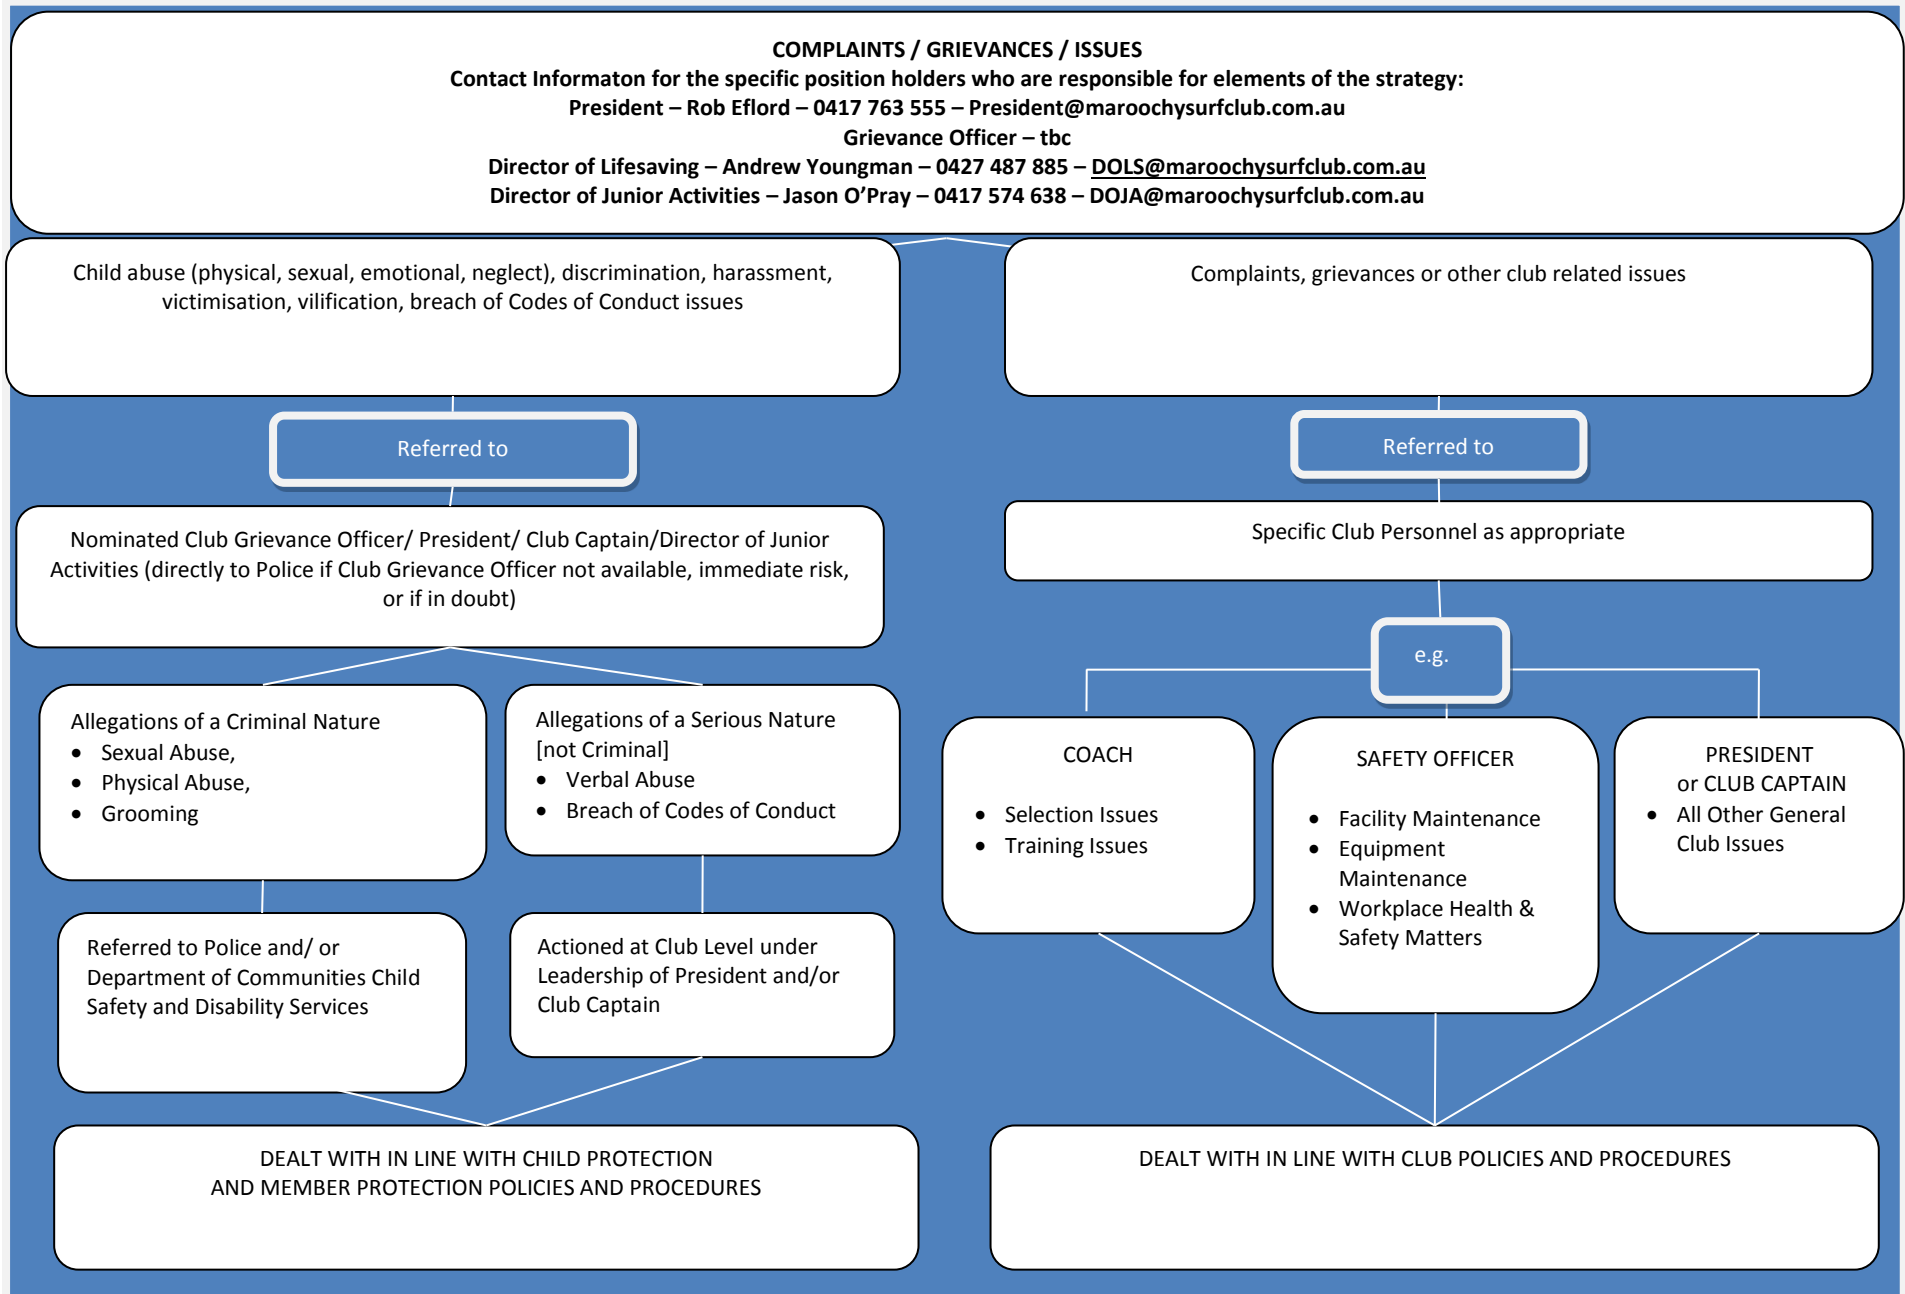 COMPLAINTS / GRIEVANCES / ISSUES
Contact Informaton for the specific position holders who are responsible for elements of the strategy:
President – Rob Eflord – 0417 763 555 – President@maroochysurfclub.com.au
Grievance Officer – tbc
Director of Lifesaving – Andrew Youngman – 0427 487 885 – DOLS@maroochysurfclub.com.au
Director of Junior Activities – Jason O’Pray – 0417 574 638 – DOJA@maroochysurfclub.com.au
Child abuse (physical, sexual, emotional, neglect), discrimination, harassment,
victimisation, vilification, breach of Codes of Conduct issues
Referred to
Nominated Club Grievance Officer/ President/ Club Captain/Director of Junior
Activities (directly to Police if Club Grievance Officer not available, immediate risk,
or if in doubt)
Allegations of a Criminal Nature
• Sexual Abuse,
• Physical Abuse,
• Grooming
Allegations of a Serious Nature
[not Criminal]
• Verbal Abuse
• Breach of Codes of Conduct
Referred to Police and/ or
Department of Communities Child
Safety and Disability Services
Actioned at Club Level under
Leadership of President and/or
Club Captain
DEALT WITH IN LINE WITH CHILD PROTECTION
AND MEMBER PROTECTION POLICIES AND PROCEDURES
Complaints, grievances or other club related issues
Referred to
Specific Club Personnel as appropriate
e.g.
COACH
• Selection Issues
• Training Issues
SAFETY OFFICER
• Facility Maintenance
• Equipment
Maintenance
• Workplace Health &
Safety Matters
PRESIDENT
or CLUB CAPTAIN
• All Other General
Club Issues
DEALT WITH IN LINE WITH CLUB POLICIES AND PROCEDURES